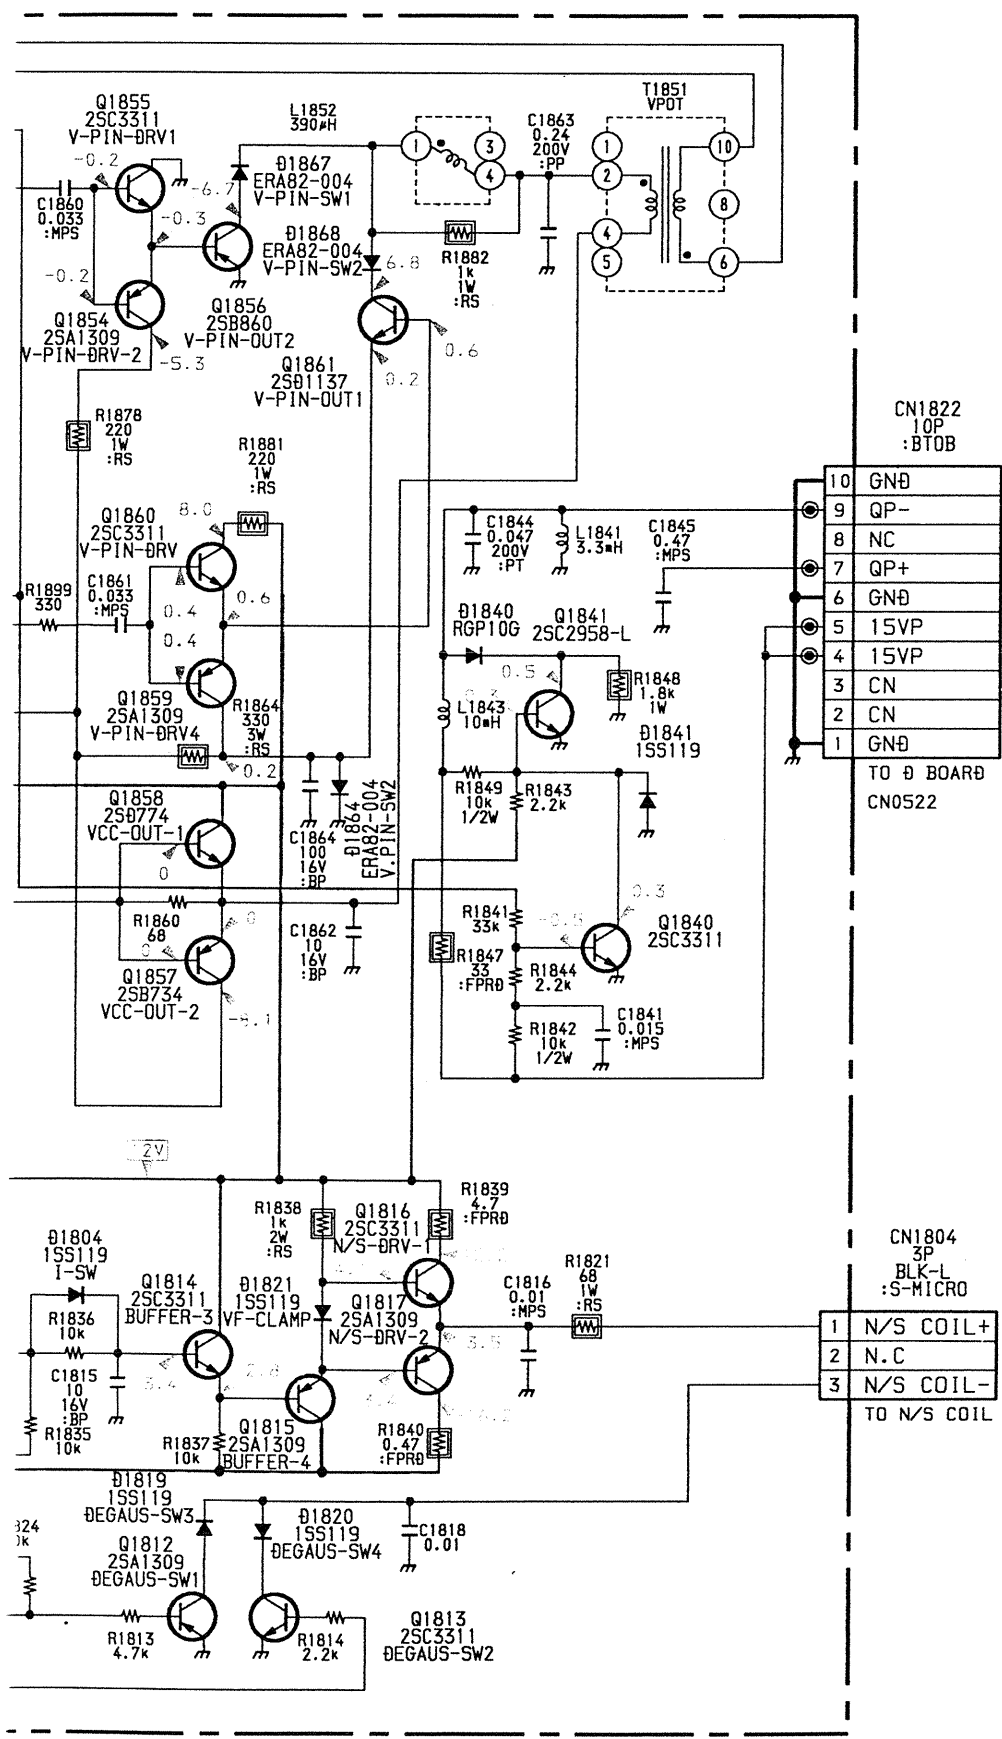 Q1855
2SC3311
V-PIN-DRV1
-0.2
C1860
0.033
:MPS
-0.3
-0.2
Q1854
2SA1309
V-PIN-DRV-2
-5.3
L1852
390µH
D1867
ERA82-004
V-PIN-SW1
-6.7
D1868
ERA82-004
V-PIN-SW2
6.8
Q1856
2SB860
V-PIN-OUT2
Q1861
2SD1137
V-PIN-OUT1
0.2
0.6
1
3
4
R1882
1k
1W
:RS
C1863
0.24
200V
:PP
T1851
VPOT
1
2
4
5
10
8
6
R1878
220
1W
:RS
R1881
220
1W
:RS
8.0
Q1860
2SC3311
V-PIN-DRV
R1899
330
C1861
0.033
:MPS
0.4
0.4
0.6
Q1859
2SA1309
V-PIN-DRV4
R1864
330
3W
:RS
0.2
Q1858
2SD774
VCC-OUT-1
0
R1860
68
0
0
Q1857
2SB734
VCC-OUT-2
C1864
100
16V
:BP
D1864
ERA82-004
V.PIN-SW2
C1862
10
16V
:BP
C1844
0.047
200V
:PT
L1841
3.3mH
C1845
0.47
:MPS
D1840
RGP10G
Q1841
2SC2958-L
0.5
L1843
10mH
R1848
1.8k
1W
D1841
1SS119
R1849
10k
1/2W
R1843
2.2k
R1841
33k
-0.5
0.3
Q1840
2SC3311
R1847
33
:FPRD
R1844
2.2k
R1842
10k
1/2W
C1841
0.015
:MPS
CN1822
10P
:BTOB
10 GND
9 QP-
8 NC
7 QP+
6 GND
5 15VP
4 15VP
3 CN
2 CN
1 GND
TO D BOARD
CN0522
D1804
1SS119
I-SW
R1836
10k
C1815
10
16V
:BP
R1835
10k
Q1814
2SC3311
BUFFER-3
R1837
10k
D1821
1SS119
VF-CLAMP
R1838
1k
2W
:RS
Q1815
2SA1309
BUFFER-4
Q1816
2SC3311
N/S-DRV-1
Q1817
2SA1309
N/S-DRV-2
R1839
4.7
:FPRD
3.5
R1840
0.47
:FPRD
C1816
0.01
:MPS
R1821
68
1W
:RS
CN1804
3P
BLK-L
:S-MICRO
1 N/S COIL+
2 N.C
3 N/S COIL-
TO N/S COIL
D1819
1SS119
DEGAUS-SW3
Q1812
2SA1309
DEGAUS-SW1
R1813
4.7k
D1820
1SS119
DEGAUS-SW4
C1818
0.01
R1814
2.2k
Q1813
2SC3311
DEGAUS-SW2